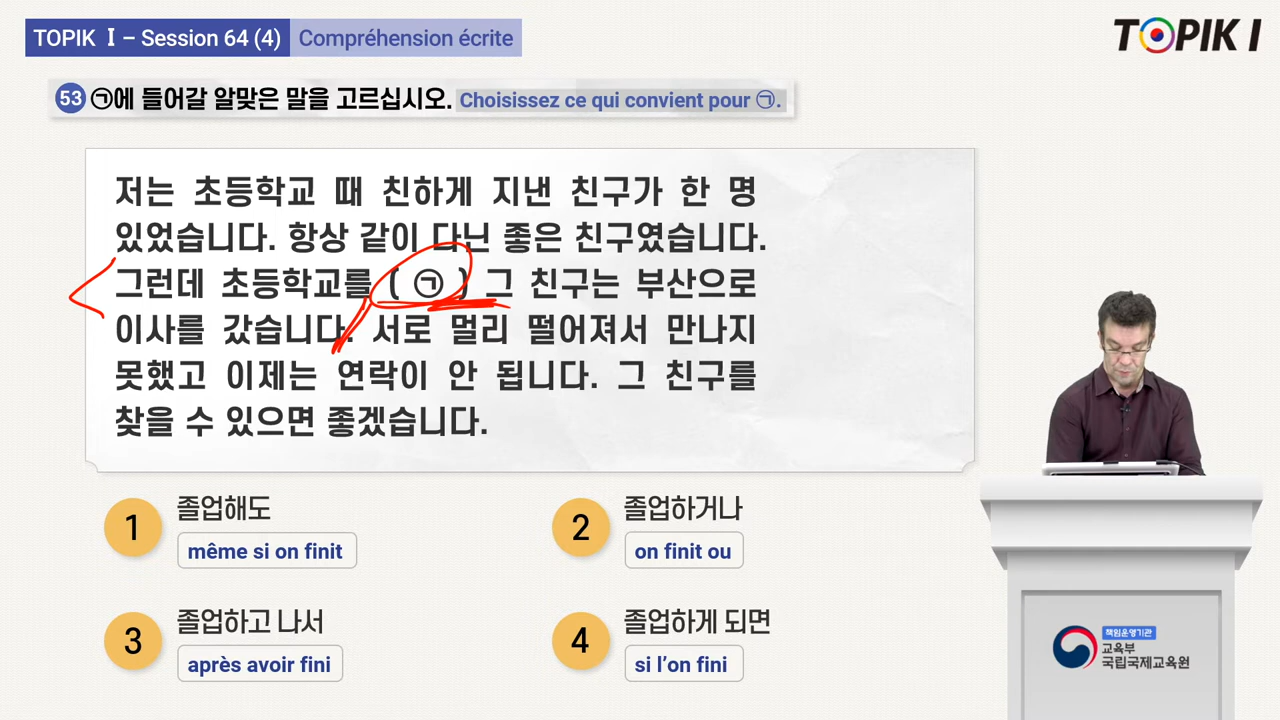 TOPIK Ⅰ – Session 64 (4) Compréhension écrite
TOPIK I
53 ㉠에 들어갈 알맞은 말을 고르십시오. Choisissez ce qui convient pour ㉠.
저는 초등학교 때 친하게 지낸 친구가 한 명
있었습니다. 항상 같이 다닌 좋은 친구였습니다.
그런데 초등학교를 ( ㉠ ) 그 친구는 부산으로
이사를 갔습니다. 서로 멀리 떨어져서 만나지
못했고 이제는 연락이 안 됩니다. 그 친구를
찾을 수 있으면 좋겠습니다.
1 졸업해도
même si on finit
2 졸업하거나
on finit ou
3 졸업하고 나서
après avoir fini
4 졸업하게 되면
si l’on fini
책임운영기관
교육부
국립국제교육원